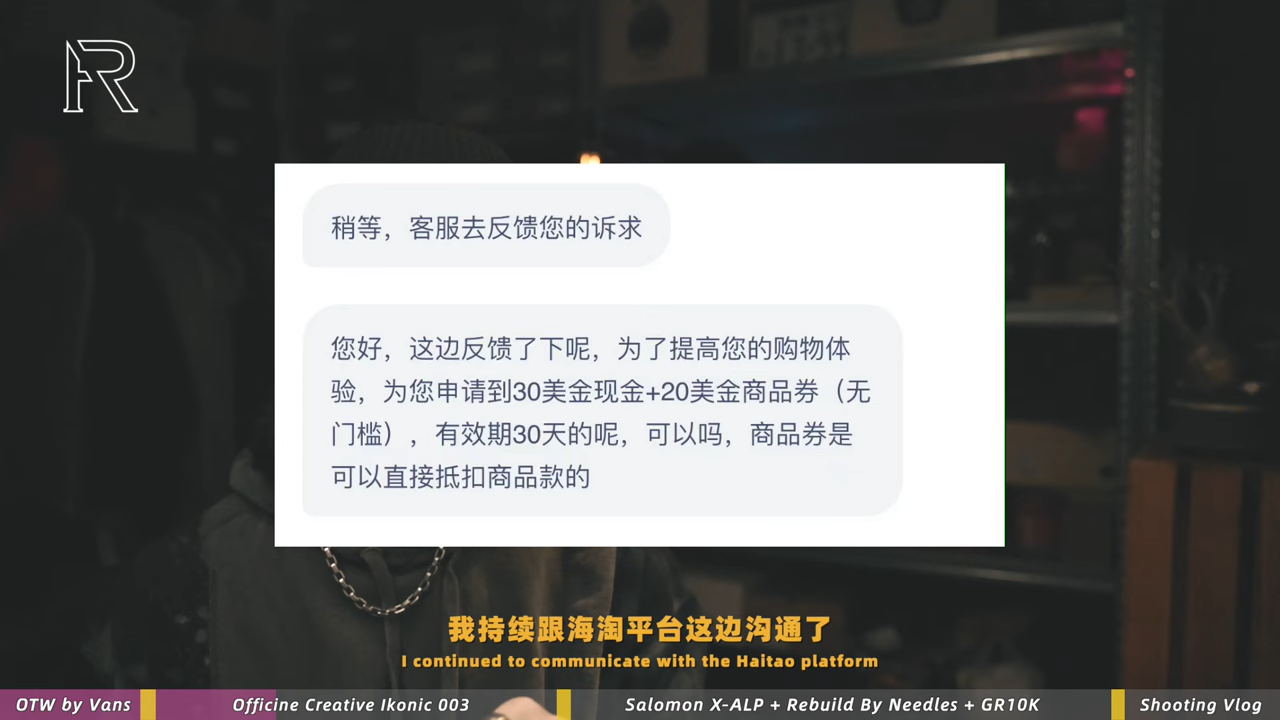 R
稍等，客服去反馈您的诉求
您好，这边反馈了下呢，为了提高您的购物体
验，为您申请到30美金现金+20美金商品券（无
门槛），有效期30天的呢，可以吗，商品券是
可以直接抵扣商品款的
我持续跟海淘平台这边沟通了
I continued to communicate with the Haitao platform
OTW by Vans
Officine Creative Ikonic 003
Salomon X-ALP + Rebuild By Needles + GR10K
Shooting Vlog